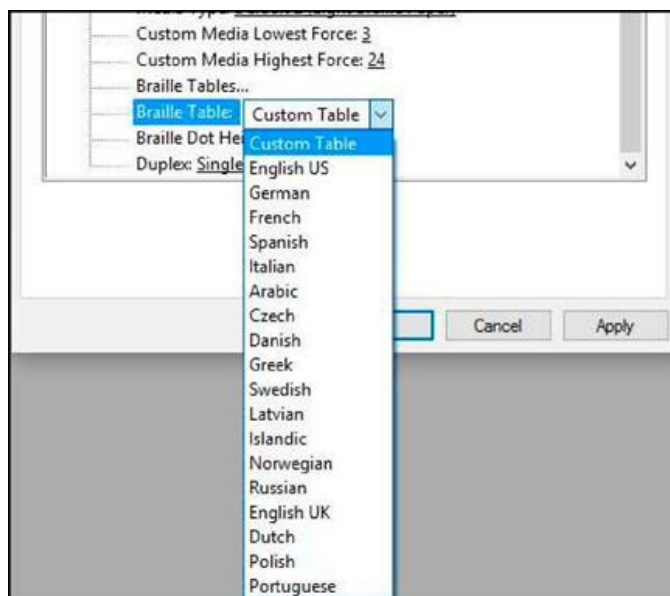 Custom Media Lowest Force: 3
Custom Media Highest Force: 24
Braille Tables...
Braille Table: Custom Table
Braille Dot Hei
Custom Table
Duplex: Single
English US
German
French
Spanish
Italian
Arabic
Czech
Danish
Greek
Swedish
Latvian
Islandic
Norwegian
Russian
English UK
Dutch
Polish
Portuguese
Cancel
Apply